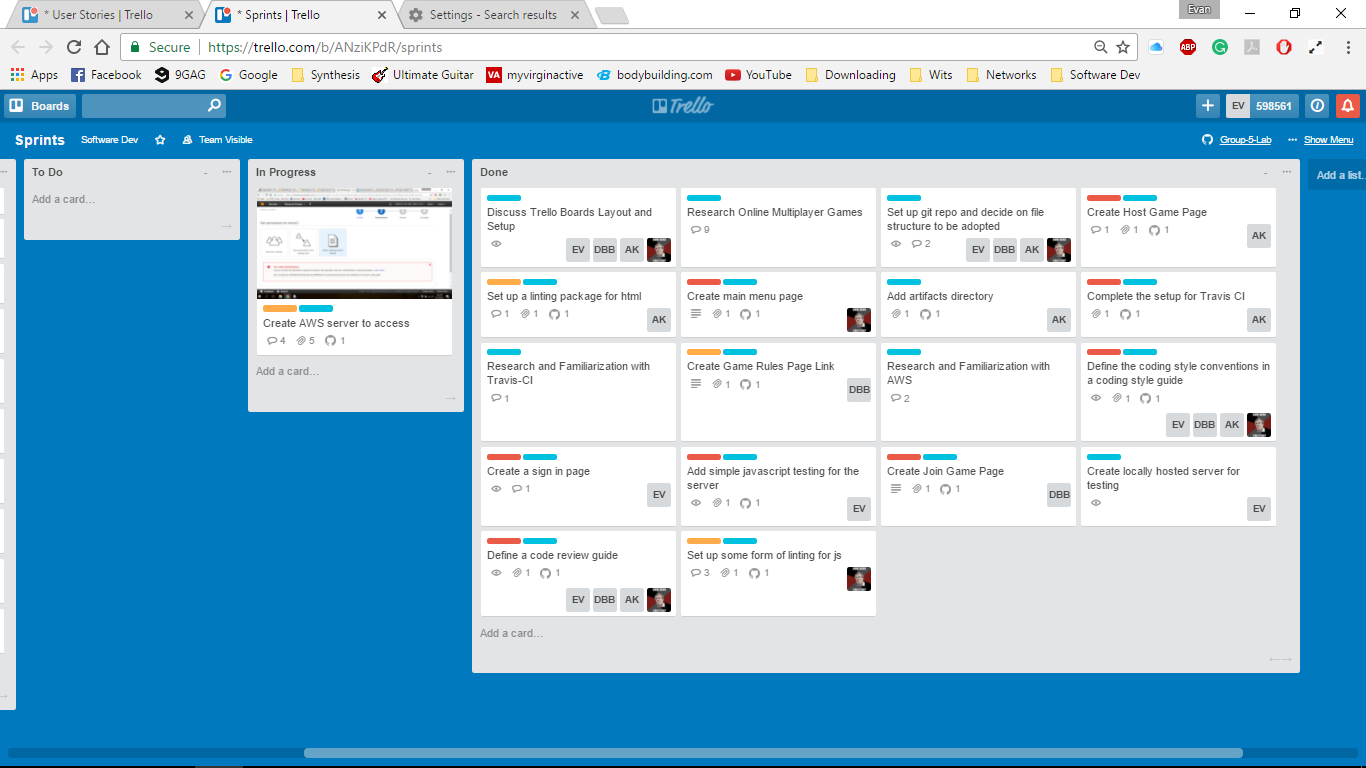 * User Stories | Trello
* Sprints | Trello
Settings - Search results
Evan
Secure
https://trello.com/b/ANziKPdR/sprints
ABP
Apps
Facebook
9GAG
Google
Synthesis
Ultimate Guitar
VA
myvirginactive
bodybuilding.com
YouTube
Downloading
Wits
Networks
Software Dev
Boards
Trello
EV
598561
Sprints
Software Dev
Team Visible
Group-5-Lab
Show Menu
To Do
Add a card...
In Progress
Create AWS server to access
4
5
1
Add a card...
Done
Discuss Trello Boards Layout and
Setup
EV
DBB
AK
Research Online Multiplayer Games
9
Set up git repo and decide on file
structure to be adopted
2
EV
DBB
AK
Create Host Game Page
1
1
1
AK
Set up a linting package for html
1
1
1
AK
Create main menu page
1
1
Add artifacts directory
1
1
AK
Complete the setup for Travis CI
1
1
AK
Research and Familiarization with
Travis-CI
1
Create Game Rules Page Link
1
1
DBB
Research and Familiarization with
AWS
2
Define the coding style conventions in
a coding style guide
1
1
EV
DBB
AK
Create a sign in page
1
EV
Add simple javascript testing for the
server
1
1
EV
Create Join Game Page
1
1
DBB
Create locally hosted server for
testing
EV
Define a code review guide
1
1
EV
DBB
AK
Set up some form of linting for js
3
1
1
Add a card...
Add a list...